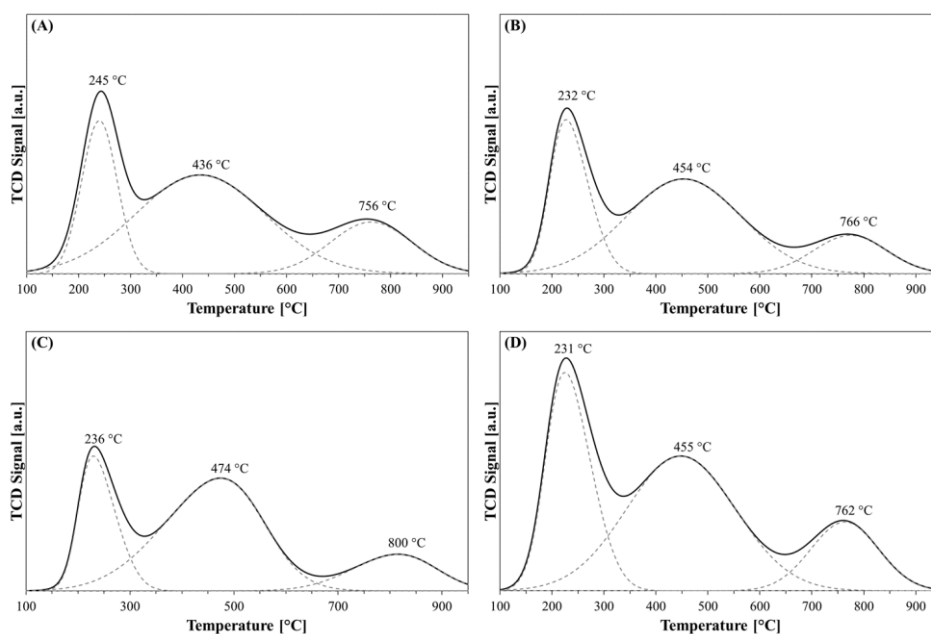 (A)
TCD Signal [a.u.]
245 °C
436 °C
756 °C
100 200 300 400 500 600 700 800 900
Temperature [°C]
(B)
TCD Signal [a.u.]
232 °C
454 °C
766 °C
100 200 300 400 500 600 700 800 900
Temperature [°C]
(C)
TCD Signal [a.u.]
236 °C
474 °C
800 °C
100 300 500 700 900
Temperature [°C]
(D)
TCD Signal [a.u.]
231 °C
455 °C
762 °C
100 200 300 400 500 600 700 800 900
Temperature [°C]